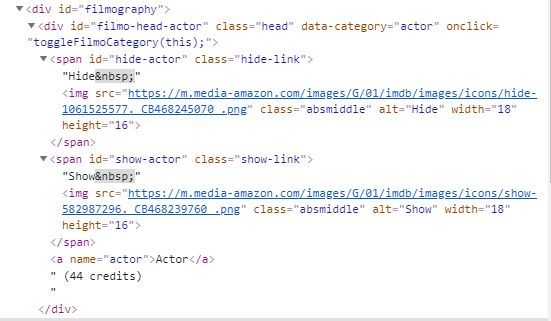 ▼<div id="filmography">
▼<div id="filmo-head-actor" class="head" data-category="actor" onclick=
"toggleFilmoCategory(this);">
▼<span id="hide-actor" class="hide-link">
"Hide&nbsp;"
<img src="https://m.media-amazon.com/images/G/01/imdb/images/icons/hide-
1061525577._CB468245070_.png" class="absmiddle" alt="Hide" width="18"
height="16">
</span>
▼<span id="show-actor" class="show-link">
"Show&nbsp;"
<img src="https://m.media-amazon.com/images/G/01/imdb/images/icons/show-
582987296._CB468239760_.png" class="absmiddle" alt="Show" width="18"
height="16">
</span>
<a name="actor">Actor</a>
" (44 credits)
"
</div>